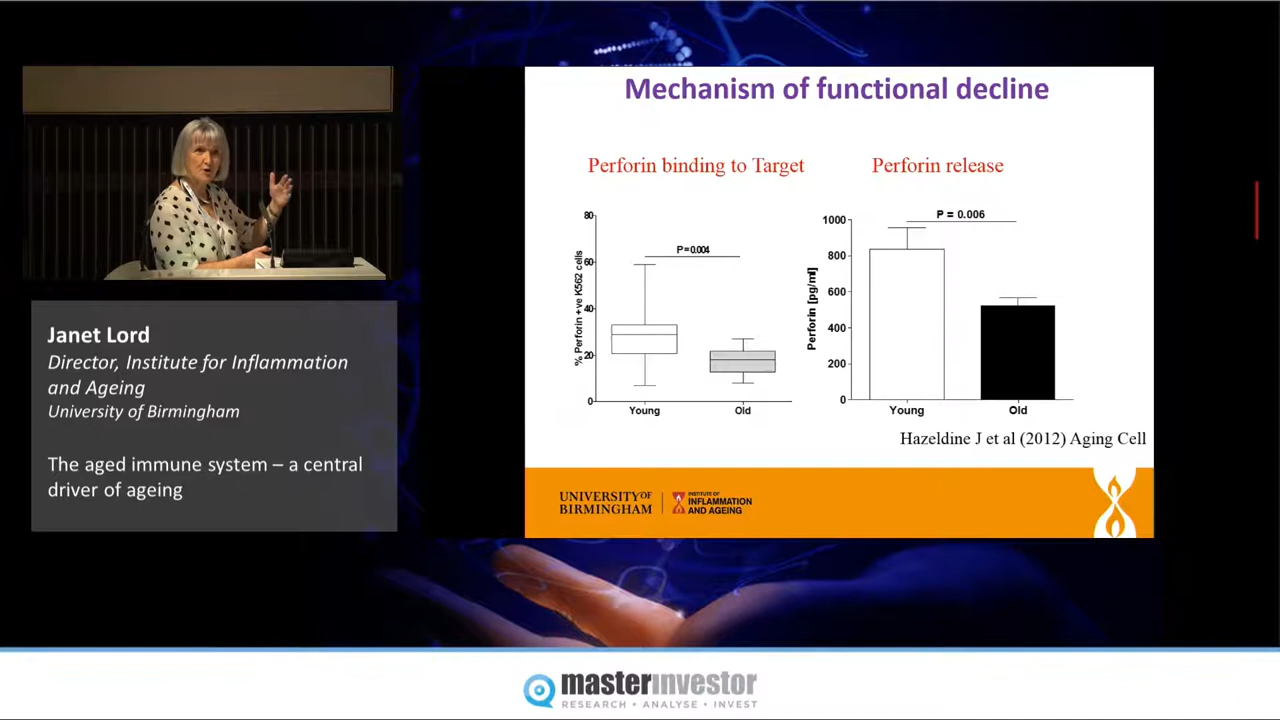 Mechanism of functional decline
Perforin binding to Target
Perforin release
80
60
40
20
0
% Perforin +ve K562 cells
P = 0.004
Young
Old
1000
800
600
400
200
0
Perforin [pg/ml]
P = 0.006
Young
Old
Hazeldine J et al (2012) Aging Cell
UNIVERSITY OF
BIRMINGHAM
INSTITUTE OF
INFLAMMATION
AND AGEING
Janet Lord
Director, Institute for Inflammation
and Ageing
University of Birmingham
The aged immune system – a central
driver of ageing
masterinvestor
RESEARCH • ANALYSE • INVEST